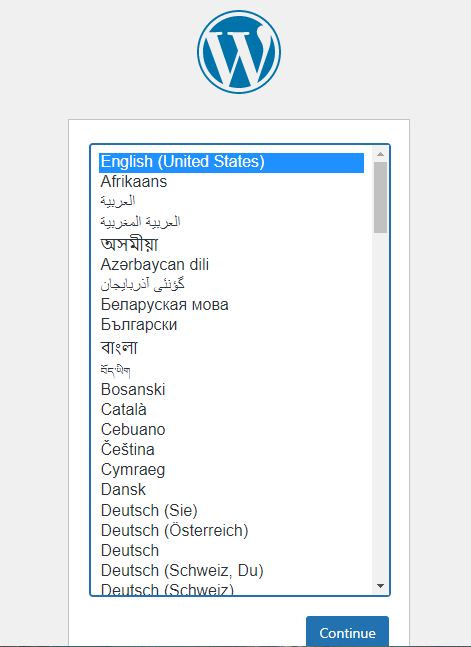 English (United States)
Afrikaans
العربية
العربية المغربية
অসমীয়া
Azərbaycan dili
گؤنئی آذربایجان
Беларуская мова
Български
বাংলা
བོད་ཡིག
Bosanski
Català
Cebuano
Čeština
Cymraeg
Dansk
Deutsch (Sie)
Deutsch (Österreich)
Deutsch
Deutsch (Schweiz, Du)
Deutsch (Schweiz)
Continue